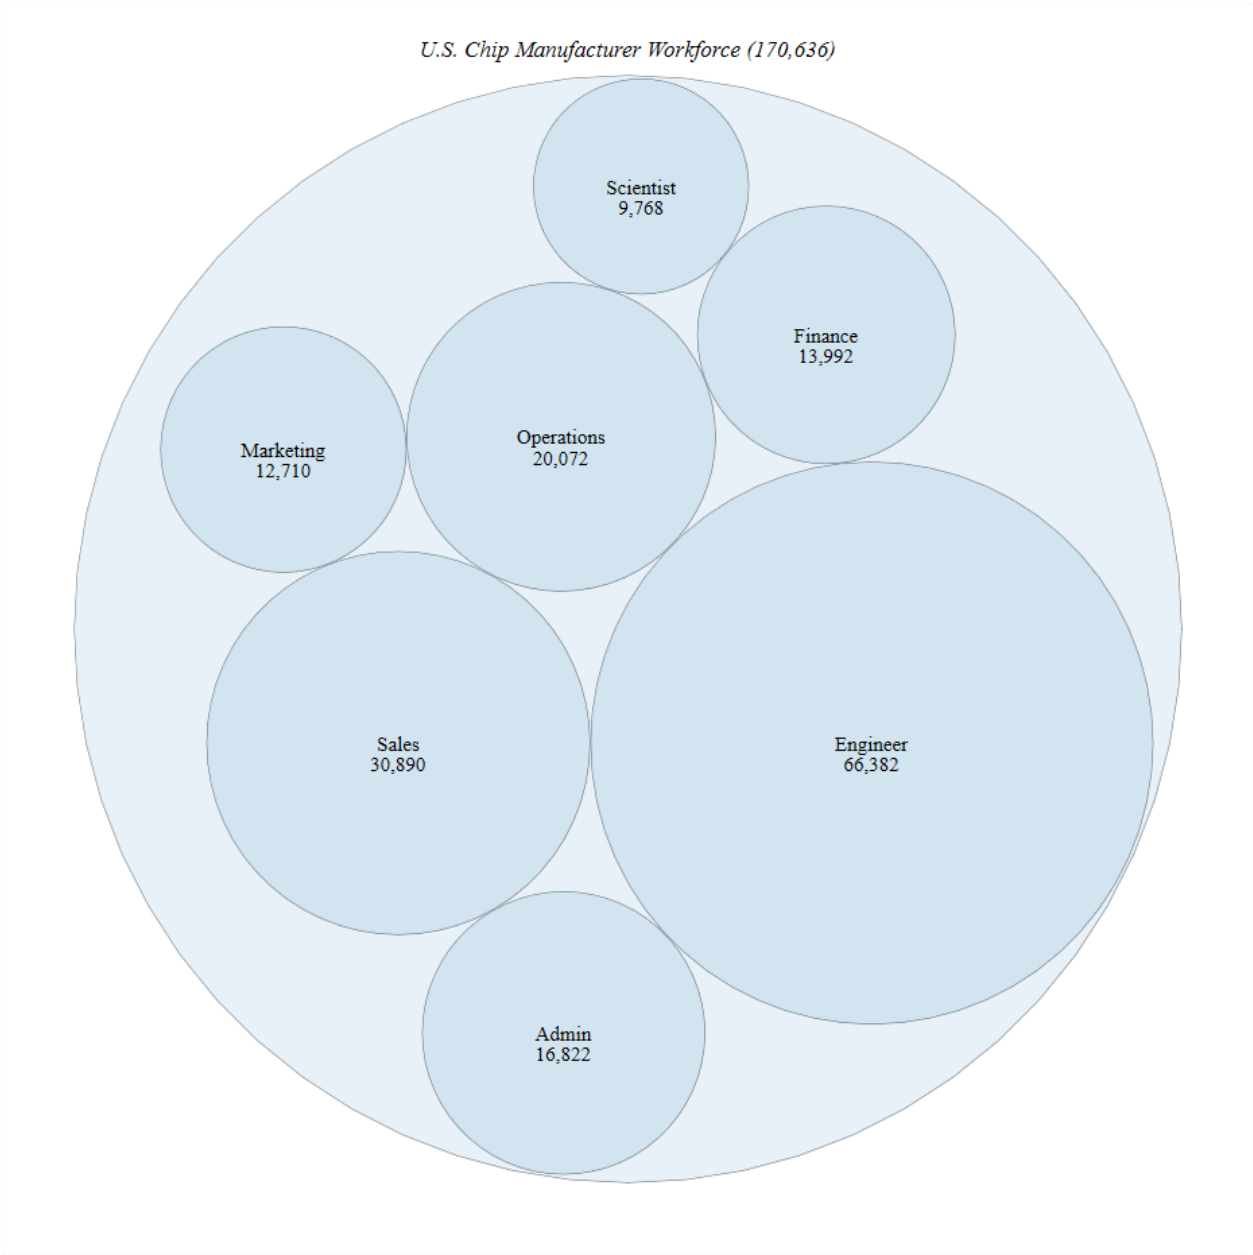 U.S. Chip Manufacturer Workforce (170,636)
Scientist
9,768
Finance
13,992
Operations
20,072
Marketing
12,710
Sales
30,890
Engineer
66,382
Admin
16,822